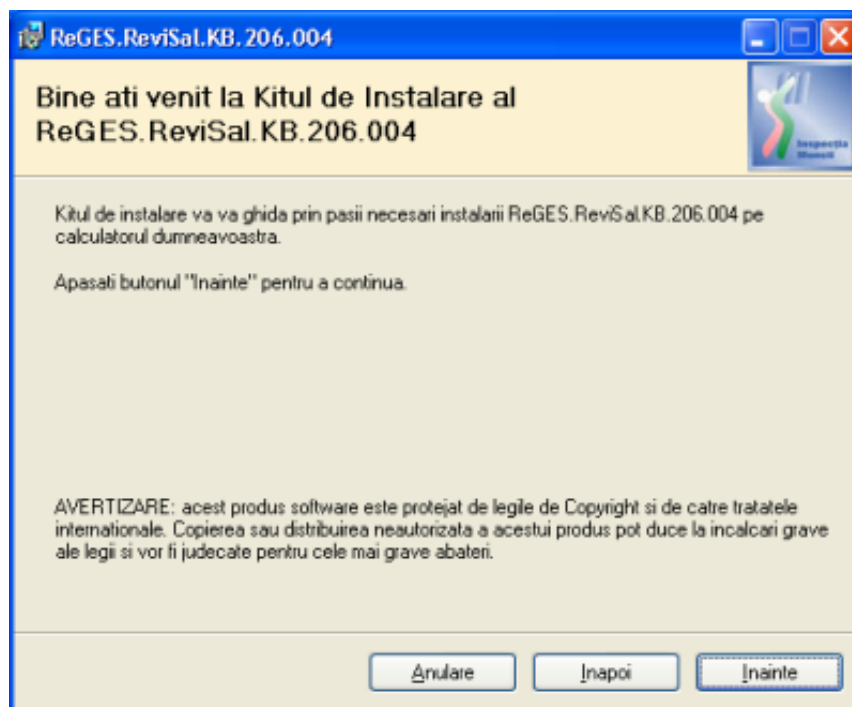 ReGES.ReviSal.KB.206.004
Bine ati venit la Kitul de Instalare al
ReGES.ReviSal.KB.206.004
Inspecția
Muncii
Kitul de instalare va va ghida prin pasii necesari instalarii ReGES.ReviSal.KB.206.004 pe
calculatorul dumneavoastra.
Apasati butonul "Inainte" pentru a continua.
AVERTIZARE: acest produs software este protejat de legile de Copyright si de catre tratatele
internationale. Copierea sau distribuirea neautorizata a acestui produs pot duce la incalcari grave
ale legii si vor fi judecate pentru cele mai grave abateri.
Anulare
Inapoi
Inainte